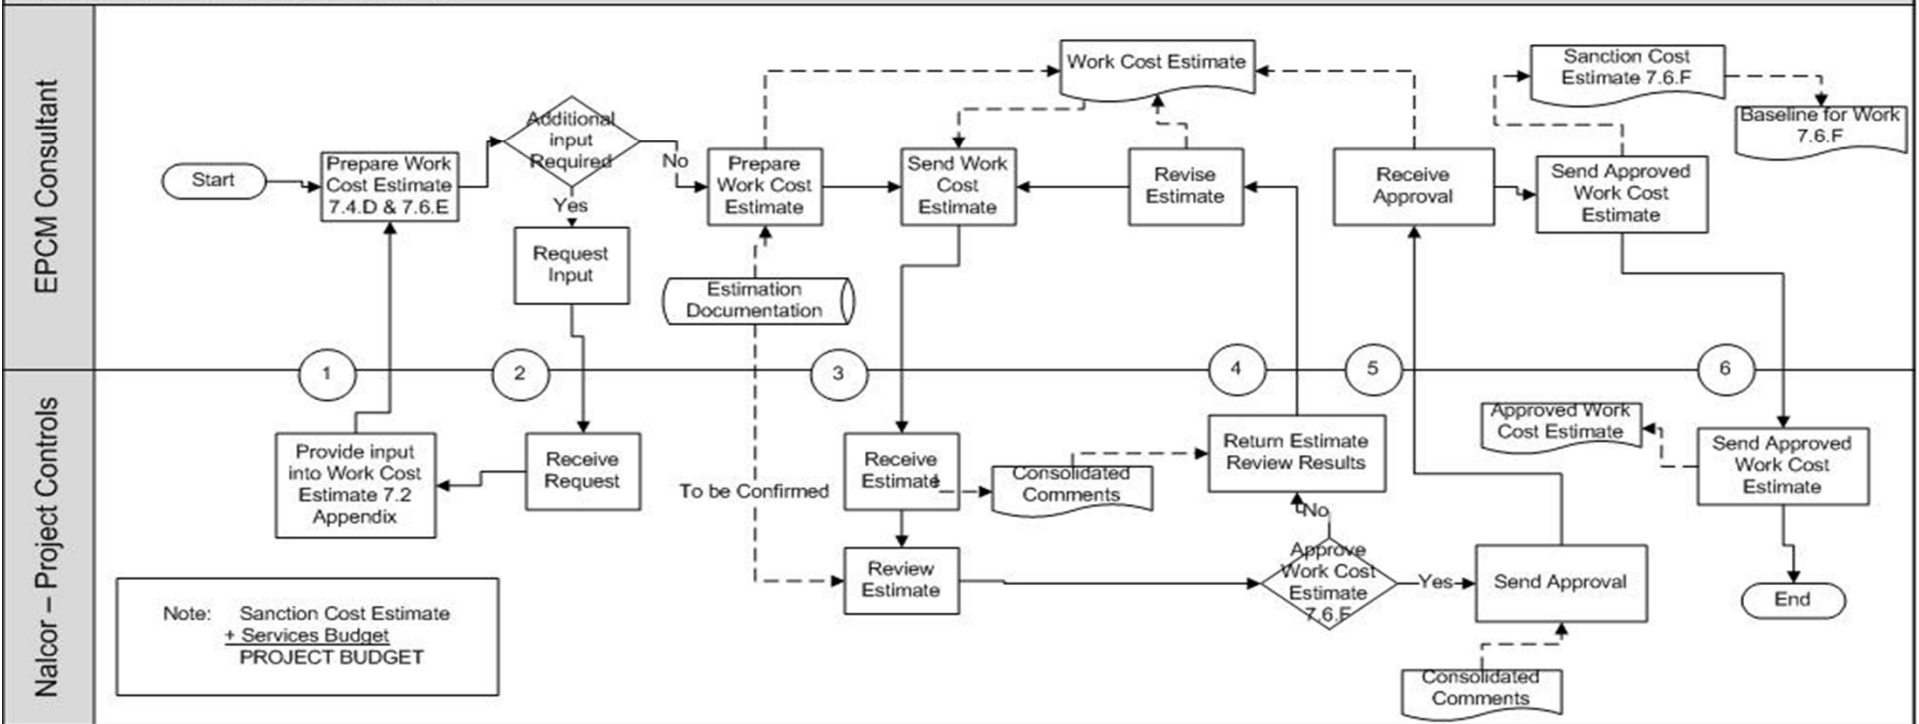 EPCM Consultant
Start
Prepare Work
Cost Estimate
7.4.D & 7.6.E
Additional
input
Required
Yes
No
Request
Input
Prepare
Work Cost
Estimate
Estimation
Documentation
Send Work
Cost
Estimate
Work Cost Estimate
Revise
Estimate
Receive
Approval
Sanction Cost
Estimate 7.6.F
Baseline for Work
7.6.F
Send Approved
Work Cost
Estimate
1
2
3
4
5
6
Nalcor – Project Controls
Provide input
into Work Cost
Estimate 7.2
Appendix
Receive
Request
To be Confirmed
Receive
Estimate
Consolidated
Comments
Return Estimate
Review Results
Review
Estimate
No
Approve
Work Cost
Estimate
7.6.F
Yes
Send Approval
Consolidated
Comments
Approved Work
Cost Estimate
Send Approved
Work Cost
Estimate
End
Note: Sanction Cost Estimate
+ Services Budget
PROJECT BUDGET